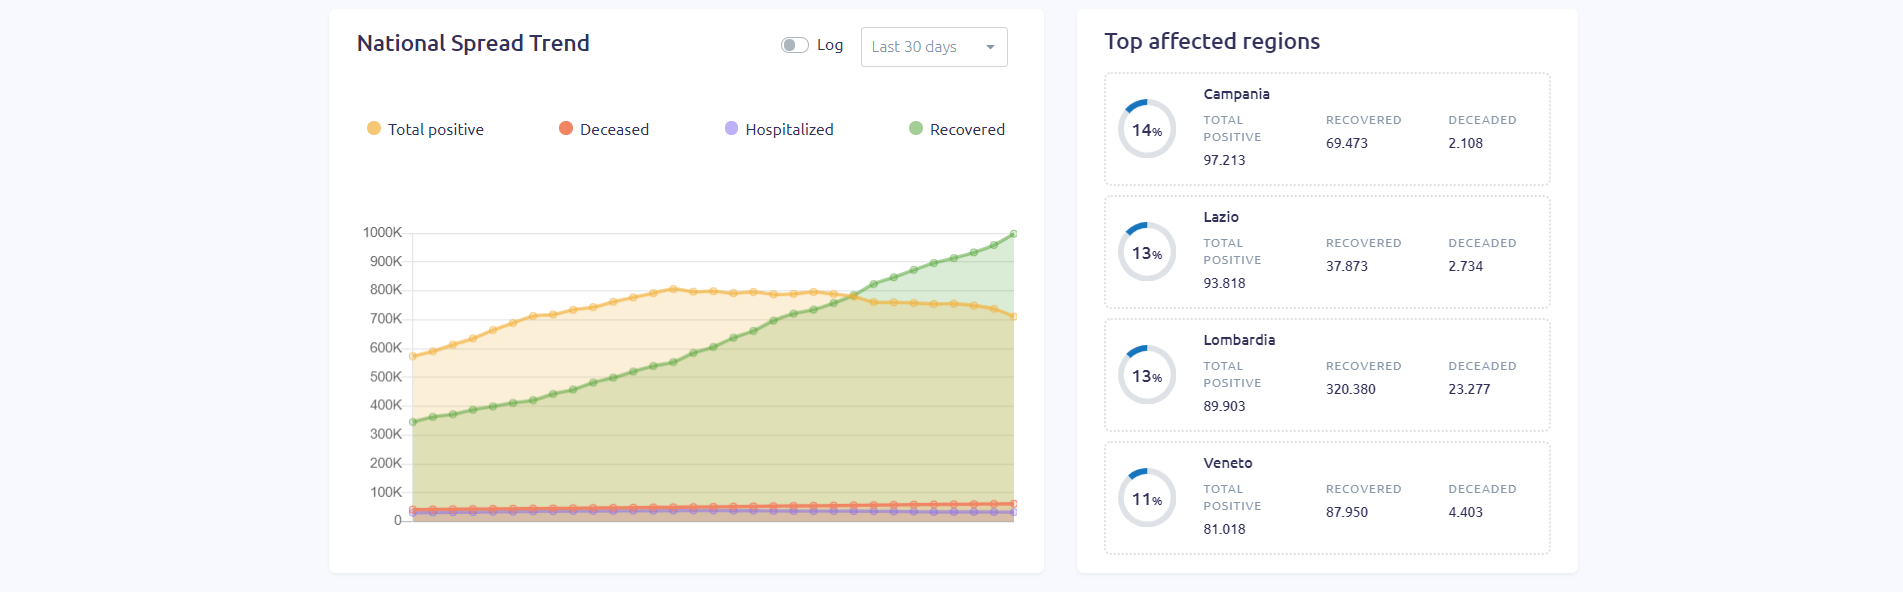 National Spread Trend
Log
Last 30 days
Total positive
Deceased
Hospitalized
Recovered
1000K
900K
800K
700K
600K
500K
400K
300K
200K
100K
0
Top affected regions
Campania
14%
TOTAL
POSITIVE
97.213
RECOVERED
69.473
DECEADED
2.108
Lazio
13%
TOTAL
POSITIVE
93.818
RECOVERED
37.873
DECEADED
2.734
Lombardia
13%
TOTAL
POSITIVE
89.903
RECOVERED
320.380
DECEADED
23.277
Veneto
11%
TOTAL
POSITIVE
81.018
RECOVERED
87.950
DECEADED
4.403